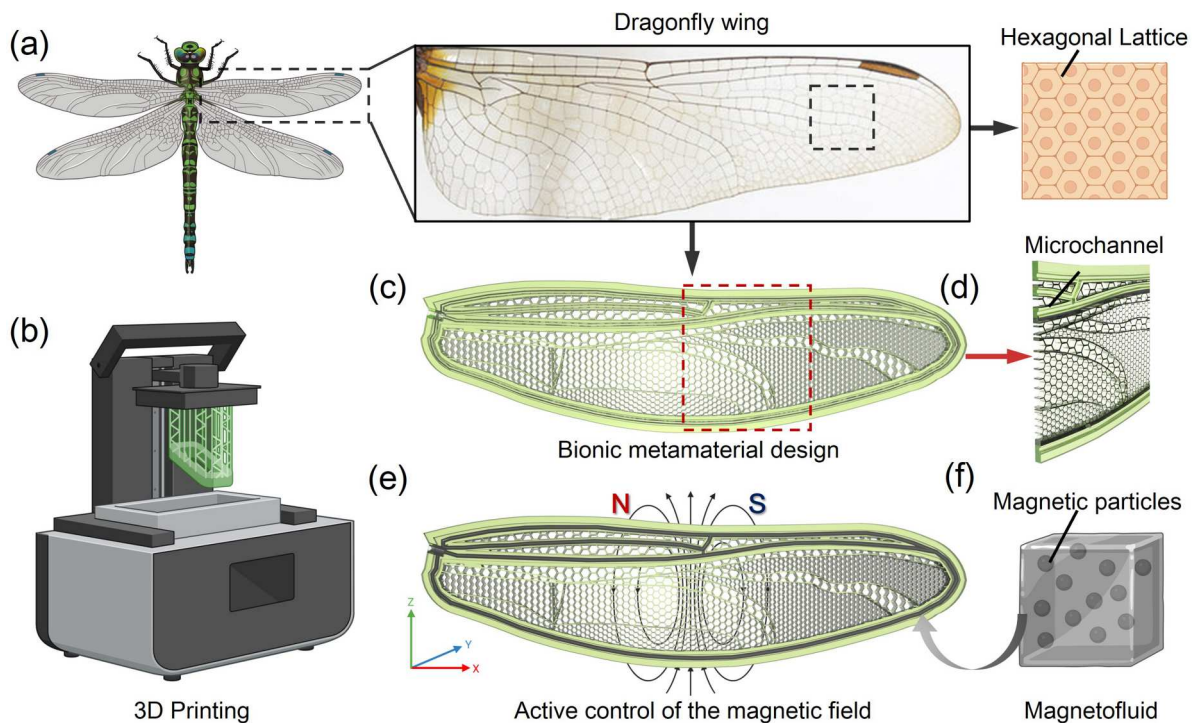 (a)
Dragonfly wing
Hexagonal Lattice
Microchannel
(b)
(c)
(d)
Bionic metamaterial design
(e)
N
S
(f)
Magnetic particles
Z
Y
X
3D Printing
Active control of the magnetic field
Magnetofluid